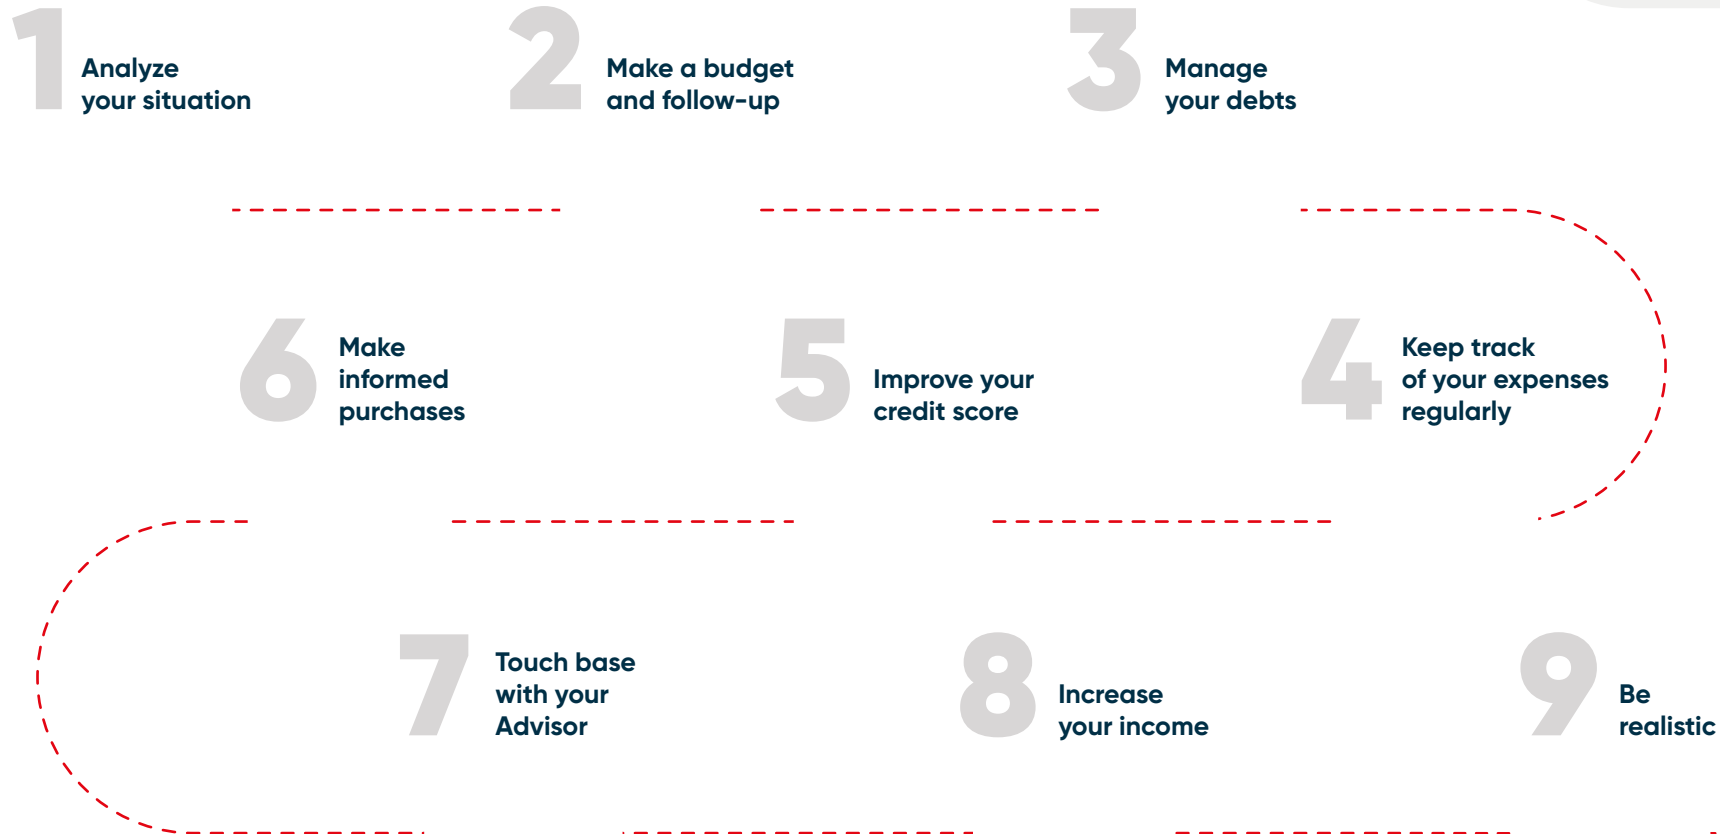 1
Analyze
your situation
2
Make a budget
and follow-up
3
Manage
your debts
4
Keep track
of your expenses
regularly
5
Improve your
credit score
6
Make
informed
purchases
7
Touch base
with your
Advisor
8
Increase
your income
9
Be
realistic